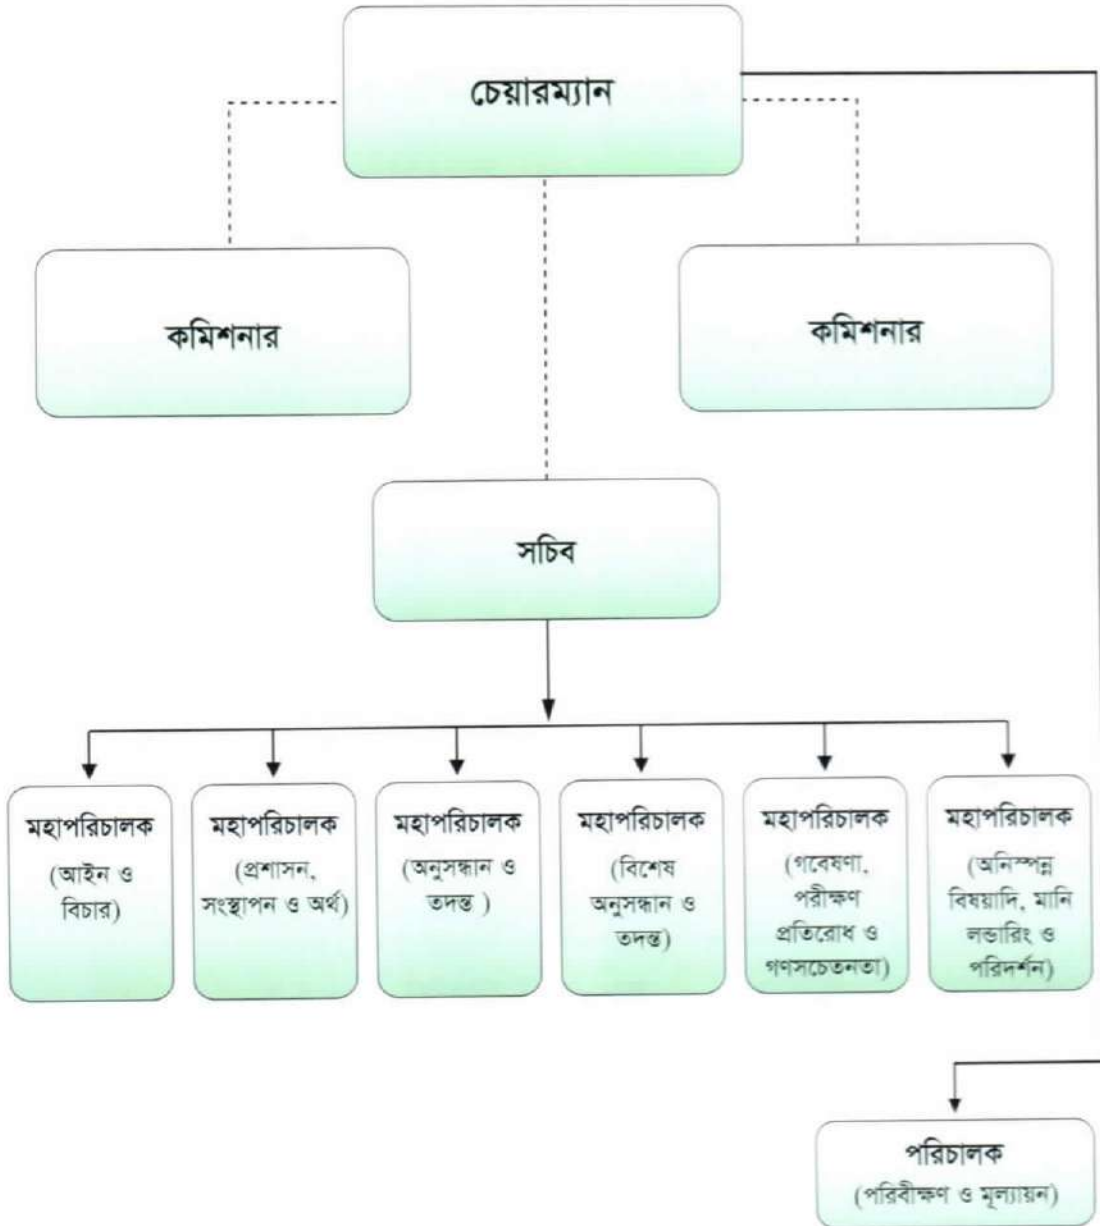 চেয়ারম্যান
কমিশনার
কমিশনার
সচিব
মহাপরিচালক
(আইন ও
বিচার)
মহাপরিচালক
(প্রশাসন,
সংস্থাপন ও অর্থ)
মহাপরিচালক
(অনুসন্ধান ও
তদন্ত )
মহাপরিচালক
(বিশেষ
অনুসন্ধান ও
তদন্ত)
মহাপরিচালক
(গবেষণা,
পরীক্ষণ
প্রতিরোধ ও
গণসচেতনতা)
মহাপরিচালক
(অনিস্পন্ন
বিষয়াদি, মানি
লন্ডারিং ও
পরিদর্শন)
পরিচালক
(পরিবীক্ষণ ও মূল্যায়ন)